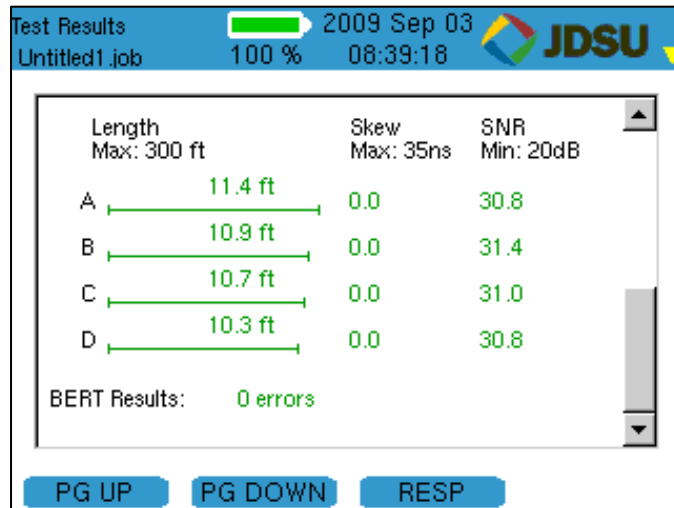 Test Results 2009 Sep 03 JDSU
Untitled1.job 100 % 08:39:18
Length Skew SNR
Max: 300 ft Max: 35ns Min: 20dB
A 11.4 ft 0.0 30.8
B 10.9 ft 0.0 31.4
C 10.7 ft 0.0 31.0
D 10.3 ft 0.0 30.8
BERT Results: 0 errors
PG UP PG DOWN RESP